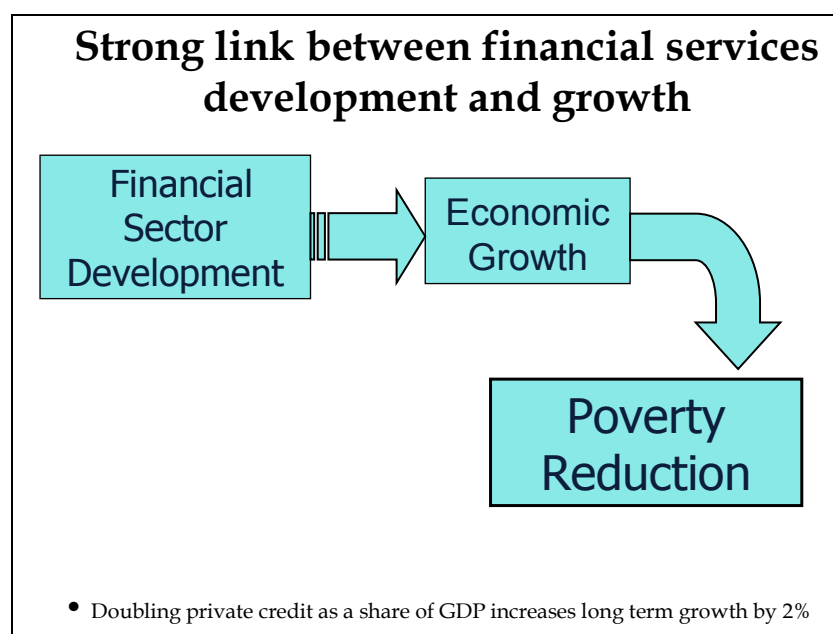 Strong link between financial services
development and growth
Financial
Sector
Development
Economic
Growth
Poverty
Reduction
• Doubling private credit as a share of GDP increases long term growth by 2%